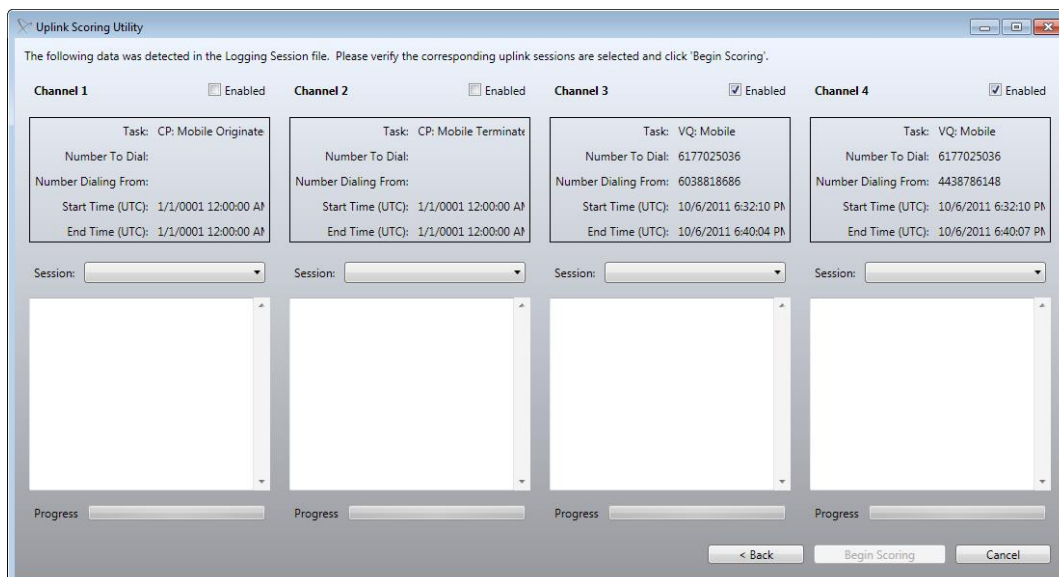 Uplink Scoring Utility
The following data was detected in the Logging Session file. Please verify the corresponding uplink sessions are selected and click 'Begin Scoring'.
Channel 1 Enabled
Task: CP: Mobile Originate
Number To Dial:
Number Dialing From:
Start Time (UTC): 1/1/0001 12:00:00 AM
End Time (UTC): 1/1/0001 12:00:00 AM
Session:
Progress
Channel 2 Enabled
Task: CP: Mobile Terminate
Number To Dial:
Number Dialing From:
Start Time (UTC): 1/1/0001 12:00:00 AM
End Time (UTC): 1/1/0001 12:00:00 AM
Session:
Progress
Channel 3 Enabled
Task: VQ: Mobile
Number To Dial: 6177025036
Number Dialing From: 6038818686
Start Time (UTC): 10/6/2011 6:32:10 PM
End Time (UTC): 10/6/2011 6:40:04 PM
Session:
Progress
Channel 4 Enabled
Task: VQ: Mobile
Number To Dial: 6177025036
Number Dialing From: 4438786148
Start Time (UTC): 10/6/2011 6:32:10 PM
End Time (UTC): 10/6/2011 6:40:07 PM
Session:
Progress
< Back
Begin Scoring
Cancel